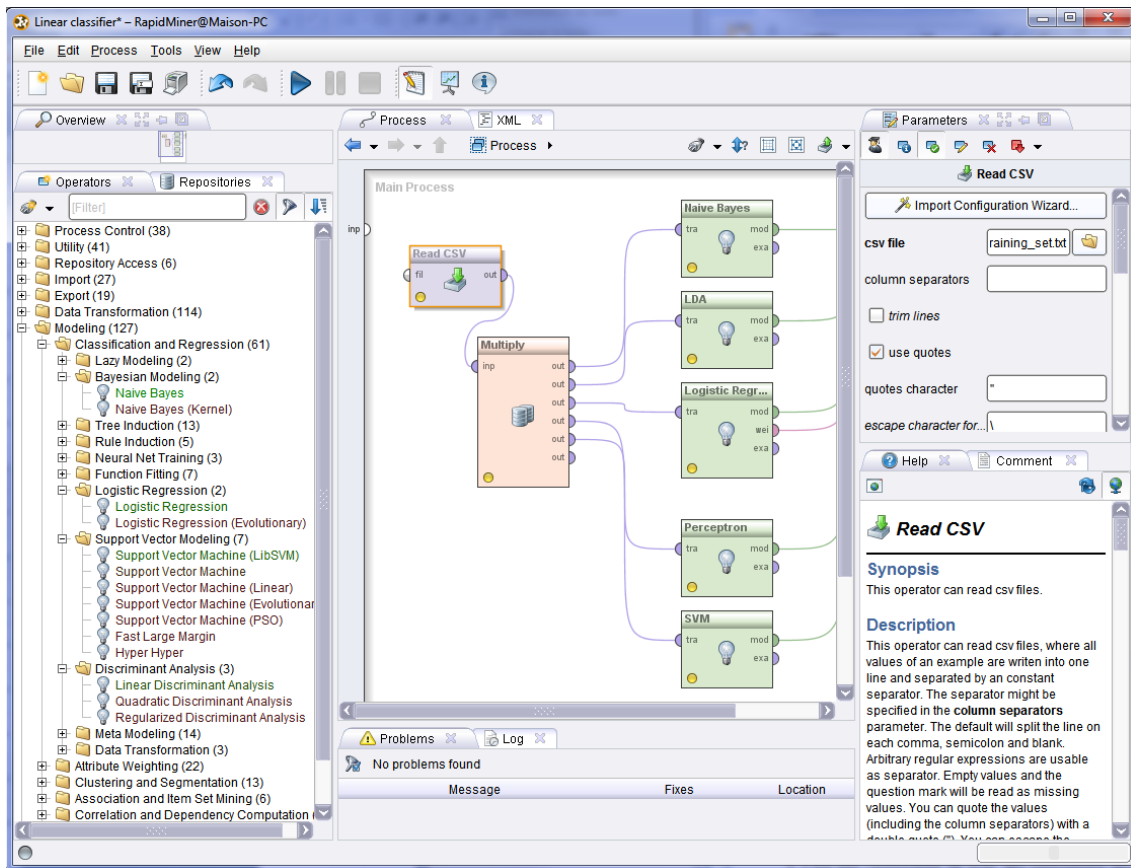 Linear classifier* – RapidMiner@Maison-PC
File Edit Process Tools View Help
Overview
Operators Repositories
[Filter]
Process Control (38)
Utility (41)
Repository Access (6)
Import (27)
Export (19)
Data Transformation (114)
Modeling (127)
Classification and Regression (61)
Lazy Modeling (2)
Bayesian Modeling (2)
Naive Bayes
Naive Bayes (Kernel)
Tree Induction (13)
Rule Induction (5)
Neural Net Training (3)
Function Fitting (7)
Logistic Regression (2)
Logistic Regression
Logistic Regression (Evolutionary)
Support Vector Modeling (7)
Support Vector Machine (LibSVM)
Support Vector Machine
Support Vector Machine (Linear)
Support Vector Machine (Evolutionar
Support Vector Machine (PSO)
Fast Large Margin
Hyper Hyper
Discriminant Analysis (3)
Linear Discriminant Analysis
Quadratic Discriminant Analysis
Regularized Discriminant Analysis
Meta Modeling (14)
Data Transformation (3)
Attribute Weighting (22)
Clustering and Segmentation (13)
Association and Item Set Mining (6)
Correlation and Dependency Computation (
Process XML
Process
Main Process
inp
Read CSV
fil out
Multiply
inp out
out
out
out
out
out
Naive Bayes
tra mod
exa
LDA
tra mod
exa
Logistic Regr...
tra mod
wei
exa
Perceptron
tra mod
exa
SVM
tra mod
exa
Problems Log
No problems found
Message Fixes Location
Parameters
Read CSV
Import Configuration Wizard...
csv file raining_set.txt
column separators
trim lines
use quotes
quotes character "
escape character for... \
Help Comment
Read CSV
Synopsis
This operator can read csv files.
Description
This operator can read csv files, where all
values of an example are writen into one
line and separated by an constant
separator. The separator might be
specified in the column separators
parameter. The default will split the line on
each comma, semicolon and blank.
Arbitrary regular expressions are usable
as separator. Empty values and the
question mark will be read as missing
values. You can quote the values
(including the column separators) with a
double quote ("). You can escape the